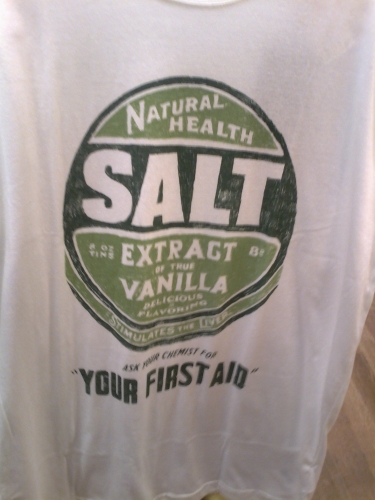 NATURAL
HEALTH
SALT
8 OZ
TINS
EXTRACT
8
OF TRUE
VANILLA
DELICIOUS
FLAVORING
STIMULATES THE LIVER
ASK YOUR CHEMIST FOR
"YOUR FIRST AID"